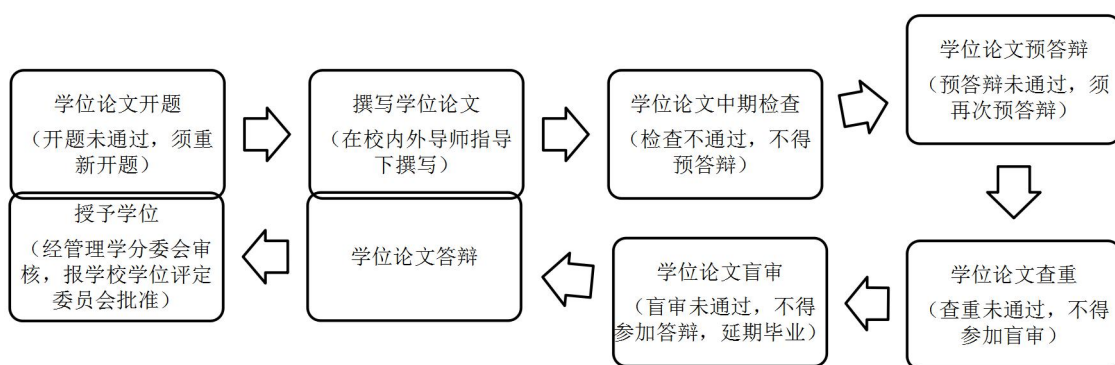 学位论文开题
（开题未通过，须重
新开题）
撰写学位论文
（在校内外导师指导
下撰写）
学位论文中期检查
（检查不通过，不得
预答辩）
学位论文预答辩
（预答辩未通过，须
再次预答辩）
学位论文查重
（查重未通过，不得
参加盲审）
学位论文盲审
（盲审未通过，不得
参加答辩，延期毕业）
学位论文答辩
授予学位
（经管理学分委会审
核，报学校学位评定
委员会批准）